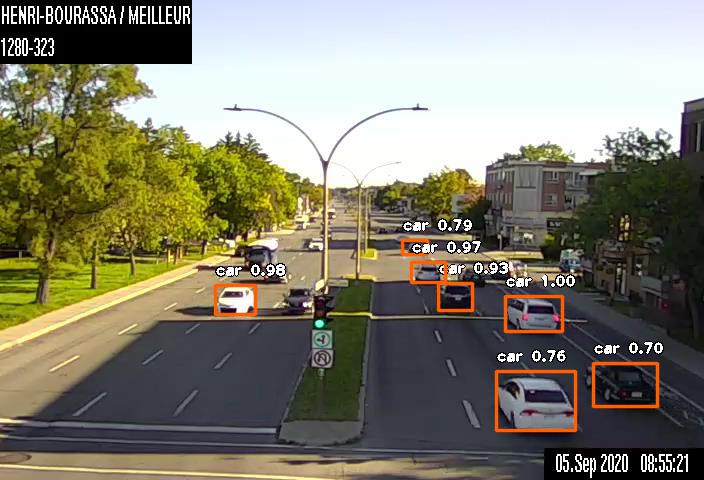 HENRI-BOURASSA / MEILLEUR
1280-323
car 0.79
car 0.97
car 0.98
car 0.93
car 1.00
car 0.76
car 0.70
05.Sep 2020 08:55:21